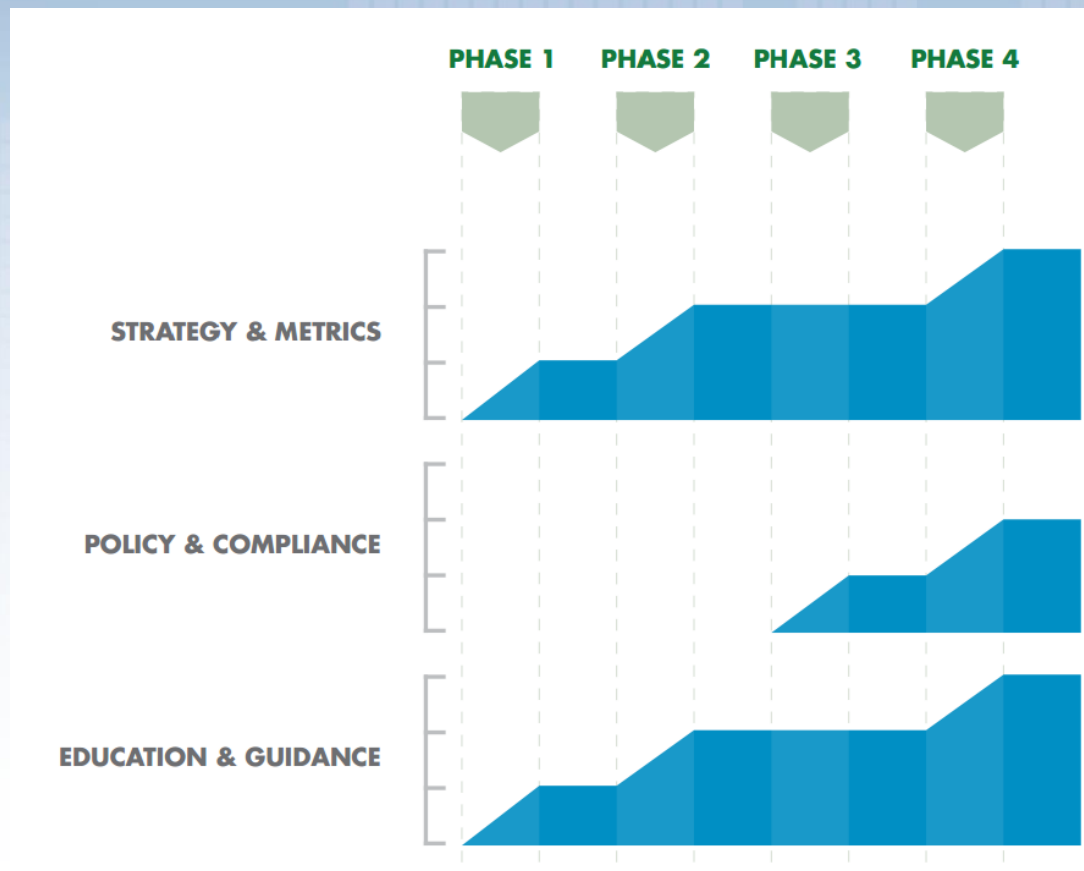 PHASE 1 PHASE 2 PHASE 3 PHASE 4
STRATEGY & METRICS
POLICY & COMPLIANCE
EDUCATION & GUIDANCE